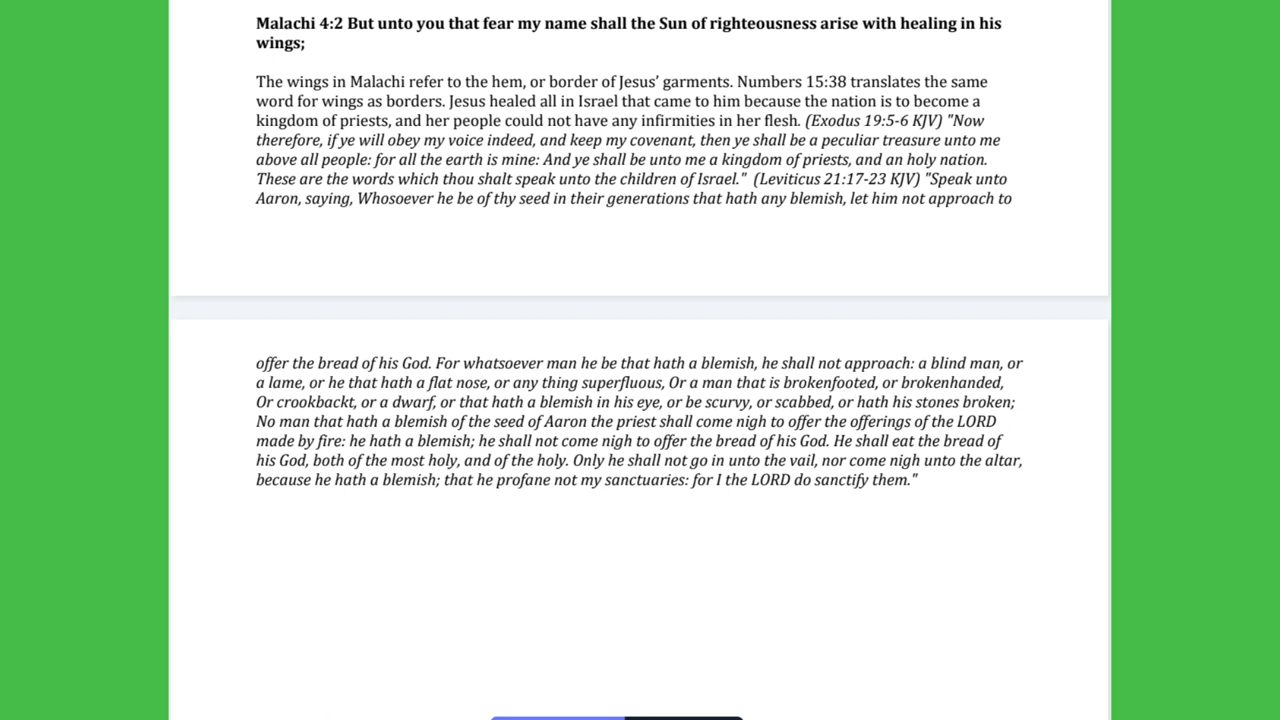 Malachi 4:2 But unto you that fear my name shall the Sun of righteousness arise with healing in his
wings;
The wings in Malachi refer to the hem, or border of Jesus’ garments. Numbers 15:38 translates the same
word for wings as borders. Jesus healed all in Israel that came to him because the nation is to become a
kingdom of priests, and her people could not have any infirmities in her flesh. (Exodus 19:5-6 KJV) "Now
therefore, if ye will obey my voice indeed, and keep my covenant, then ye shall be a peculiar treasure unto me
above all people: for all the earth is mine: And ye shall be unto me a kingdom of priests, and an holy nation.
These are the words which thou shalt speak unto the children of Israel." (Leviticus 21:17-23 KJV) "Speak unto
Aaron, saying, Whosoever he be of thy seed in their generations that hath any blemish, let him not approach to
offer the bread of his God. For whatsoever man he be that hath a blemish, he shall not approach: a blind man, or
a lame, or he that hath a flat nose, or any thing superfluous, Or a man that is brokenfooted, or brokenhanded,
Or crookbackt, or a dwarf, or that hath a blemish in his eye, or be scurvy, or scabbed, or hath his stones broken;
No man that hath a blemish of the seed of Aaron the priest shall come nigh to offer the offerings of the LORD
made by fire: he hath a blemish; he shall not come nigh to offer the bread of his God. He shall eat the bread of
his God, both of the most holy, and of the holy. Only he shall not go in unto the vail, nor come nigh unto the altar,
because he hath a blemish; that he profane not my sanctuaries: for I the LORD do sanctify them."